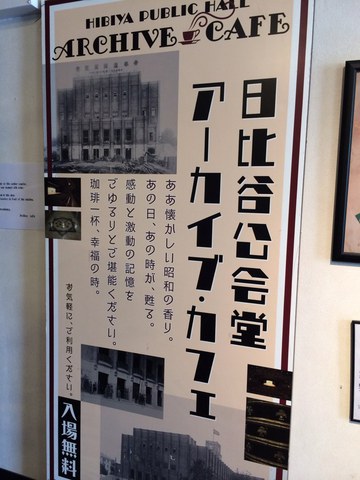 HIBIYA PUBLIC HALL
ARCHIVE CAFE
日比谷公会堂
アーカイブ・カフェ
ああ懐かしい昭和の香り。
あの日、あの時が、甦る。
感動と激動の記憶を
ごゆるりとご堪能ください。
珈琲一杯、幸福の時。
お気軽に、ご利用ください。
入場無料